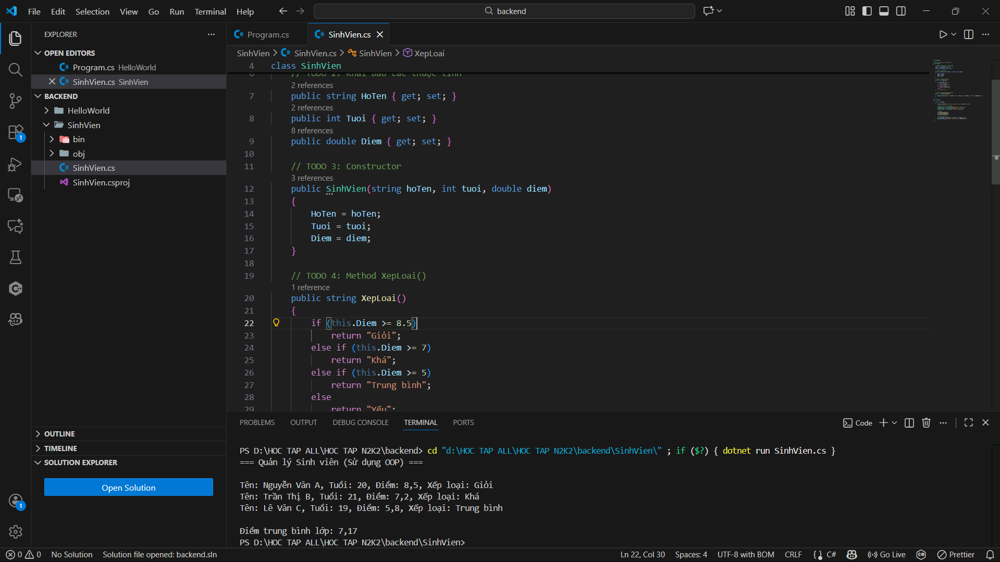 File Edit Selection View Go Run Terminal Help
backend
EXPLORER
OPEN EDITORS
Program.cs HelloWorld
SinhVien.cs SinhVien
BACKEND
HelloWorld
SinhVien
bin
obj
SinhVien.cs
SinhVien.csproj
OUTLINE
TIMELINE
SOLUTION EXPLORER
Open Solution
1
1
Program.cs
SinhVien.cs
SinhVien > SinhVien.cs > SinhVien > XepLoai
4 class SinhVien
6 // TODO 2: Khai báo các thuộc tính
2 references
7 public string HoTen { get; set; }
2 references
8 public int Tuoi { get; set; }
8 references
9 public double Diem { get; set; }
10
11 // TODO 3: Constructor
3 references
12 public SinhVien(string hoTen, int tuoi, double diem)
13 {
14 HoTen = hoTen;
15 Tuoi = tuoi;
16 Diem = diem;
17 }
18
19 // TODO 4: Method XepLoai()
1 reference
20 public string XepLoai()
21 {
22 if (this.Diem >= 8.5)
23 return "Giỏi";
24 else if (this.Diem >= 7)
25 return "Khá";
26 else if (this.Diem >= 5)
27 return "Trung bình";
28 else
29 return "Yếu";
PROBLEMS OUTPUT DEBUG CONSOLE TERMINAL PORTS
Code
PS D:\HOC TAP ALL\HOC TAP N2K2\backend> cd "d:\HOC TAP ALL\HOC TAP N2K2\backend\SinhVien\" ; if ($?) { dotnet run SinhVien.cs }
=== Quản lý Sinh viên (Sử dụng OOP) ===
Tên: Nguyễn Văn A, Tuổi: 20, Điểm: 8,5, Xếp loại: Giỏi
Tên: Trần Thị B, Tuổi: 21, Điểm: 7,2, Xếp loại: Khá
Tên: Lê Văn C, Tuổi: 19, Điểm: 5,8, Xếp loại: Trung bình
Điểm trung bình lớp: 7,17
PS D:\HOC TAP ALL\HOC TAP N2K2\backend\SinhVien>
0 0 No Solution Solution file opened: backend.sln Ln 22, Col 30 Spaces: 4 UTF-8 with BOM CRLF C# Go Live Prettier